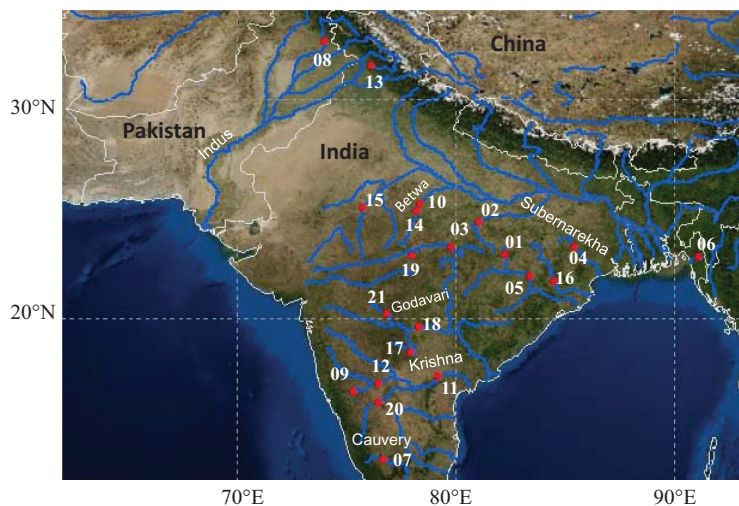 China
08
13
30°N
Pakistan
Indus
India
15
Betwa
10
14
02
Subernarekha
03
01
04
06
19
05
16
21
Godavari
20°N
18
17
Krishna
12
09
11
20
Cauvery
07
70°E
80°E
90°E